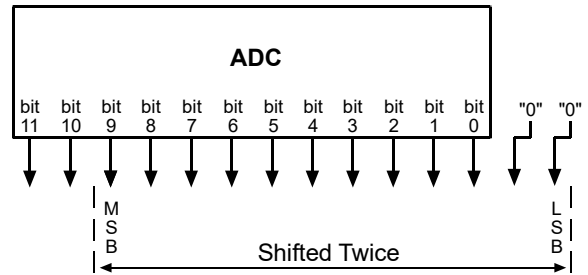 ADC
bit bit bit bit bit bit bit bit bit bit bit bit "0" "0"
11 10 9 8 7 6 5 4 3 2 1 0
M L
S S
B B
Shifted Twice